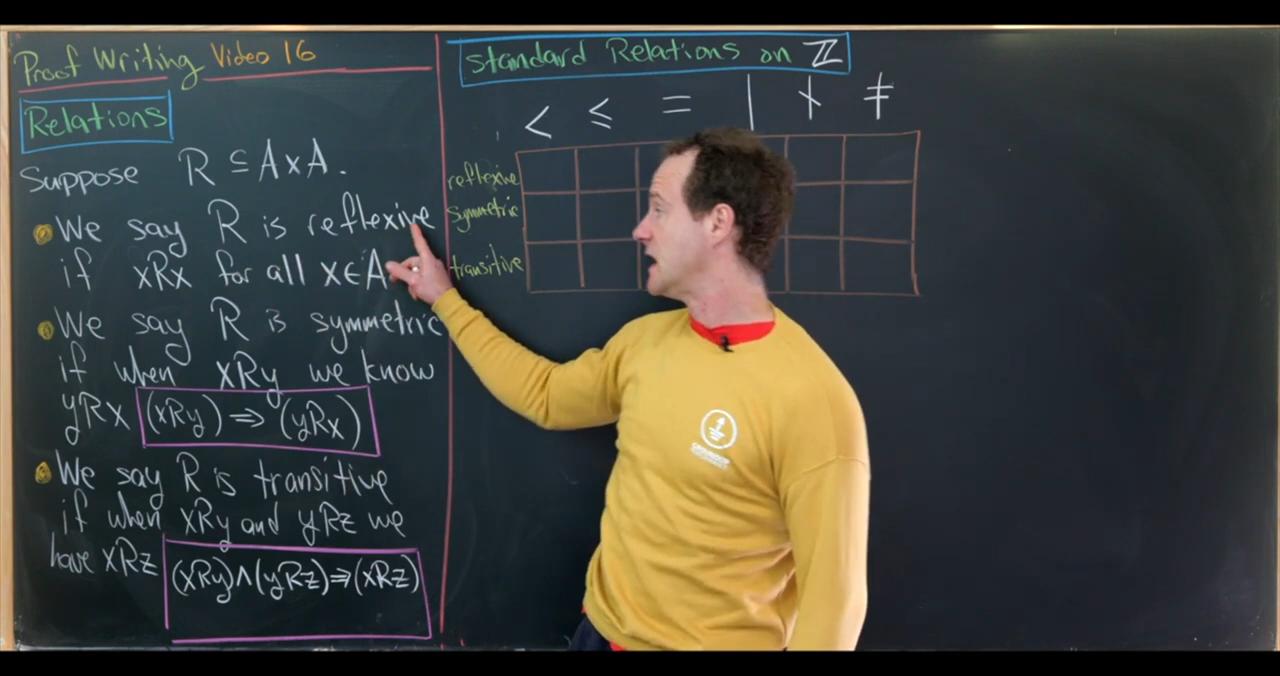 Proof Writing Video 16
Relations
Suppose R ⊆ A×A.
• We say R is reflexive
if xRx for all x∈A
• We say R is symmetric
if when xRy we know
yRx (xRy) ⇒ (yRx)
• We say R is transitive
if when xRy and yRz we
have xRz (xRy)∧(yRz)⇒(xRz)
Standard Relations on ℤ
< ≤ = | ∤ ≠
reflexive
symmetric
transitive